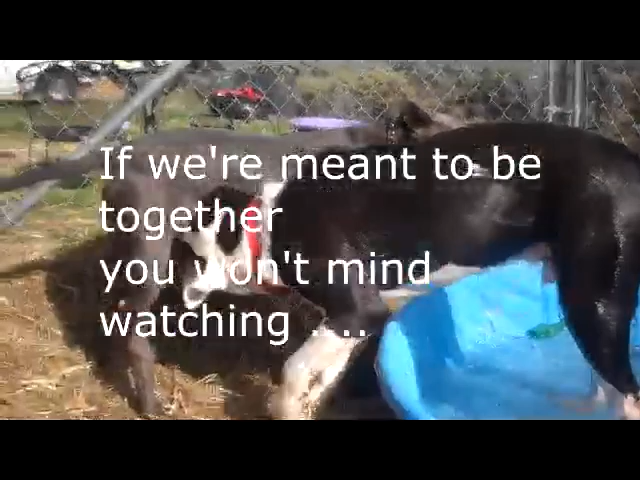 If we're meant to be
together
you won't mind
watching ....